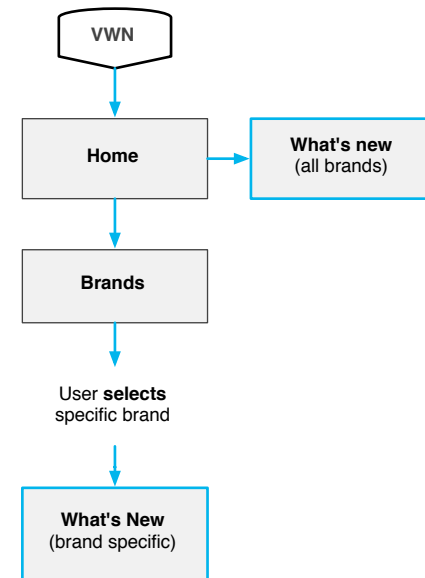 VWN
Home
What's new
(all brands)
Brands
User selects
specific brand
What's New
(brand specific)